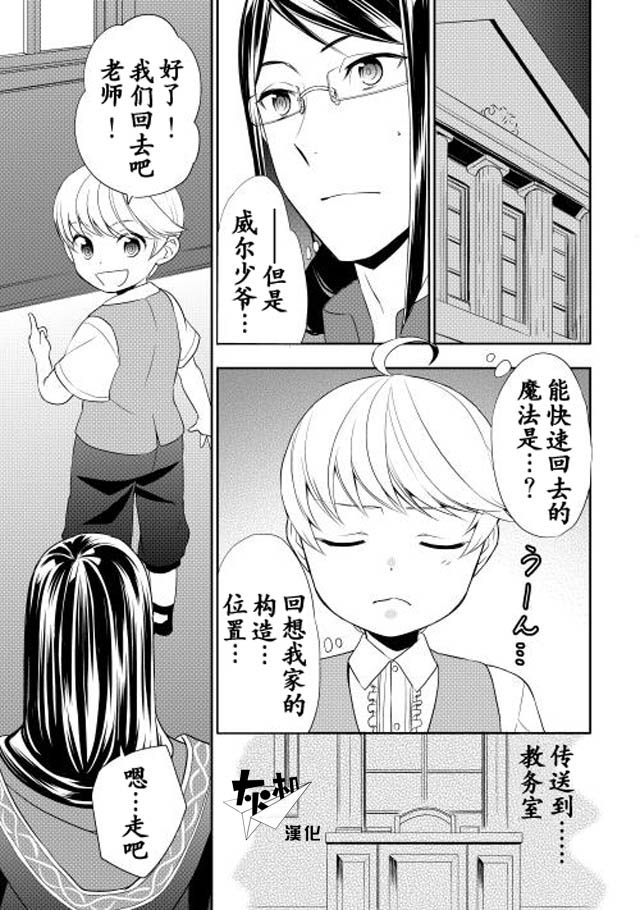 ——但是
威尔少爷…
能快速回去的
魔法是…?
うーん…
回想我家的
构造…
位置…
传送到……
教务室
灰机
漢化
好了！
我们回去吧
老师！
嗯…走吧